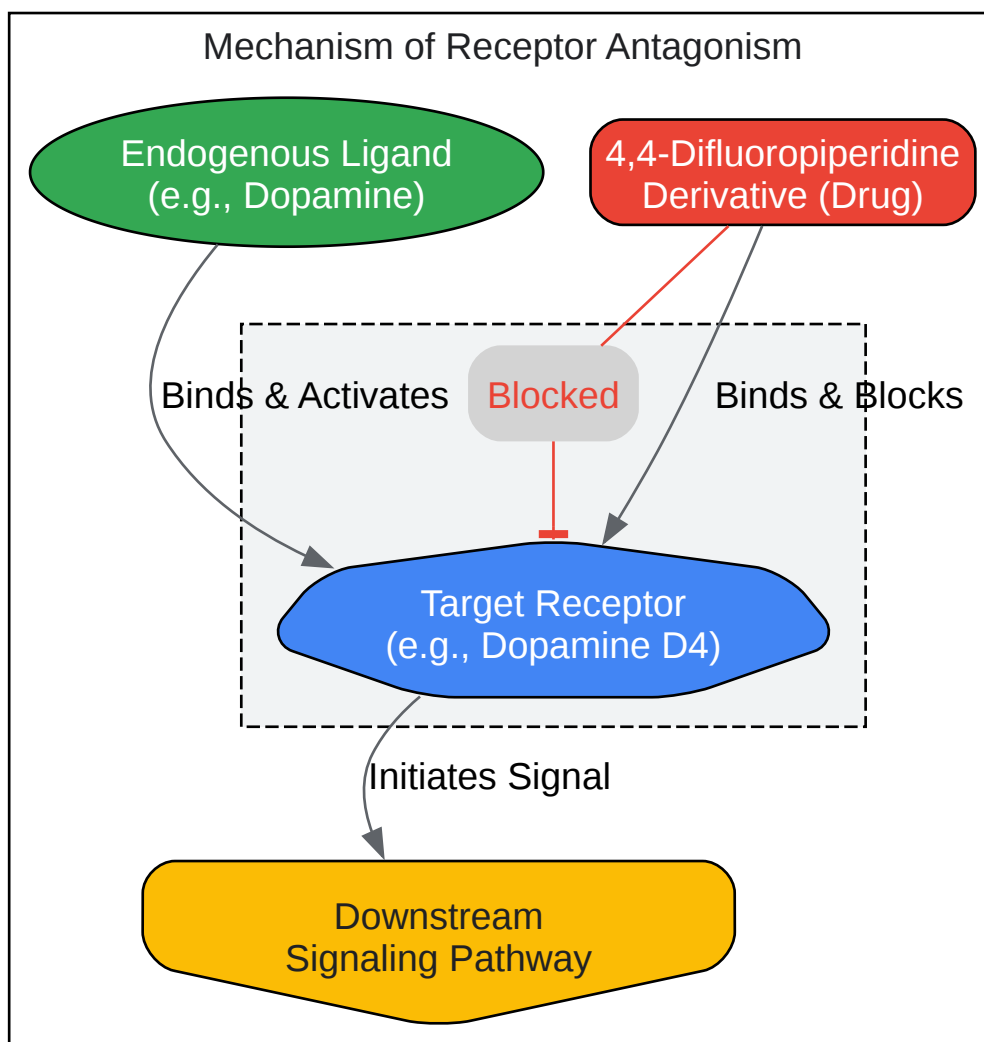 Mechanism of Receptor Antagonism
Endogenous Ligand
(e.g., Dopamine)
4,4-Difluoropiperidine
Derivative (Drug)
Binds & Activates
Blocked
Binds & Blocks
Target Receptor
(e.g., Dopamine D4)
Initiates Signal
Downstream
Signaling Pathway